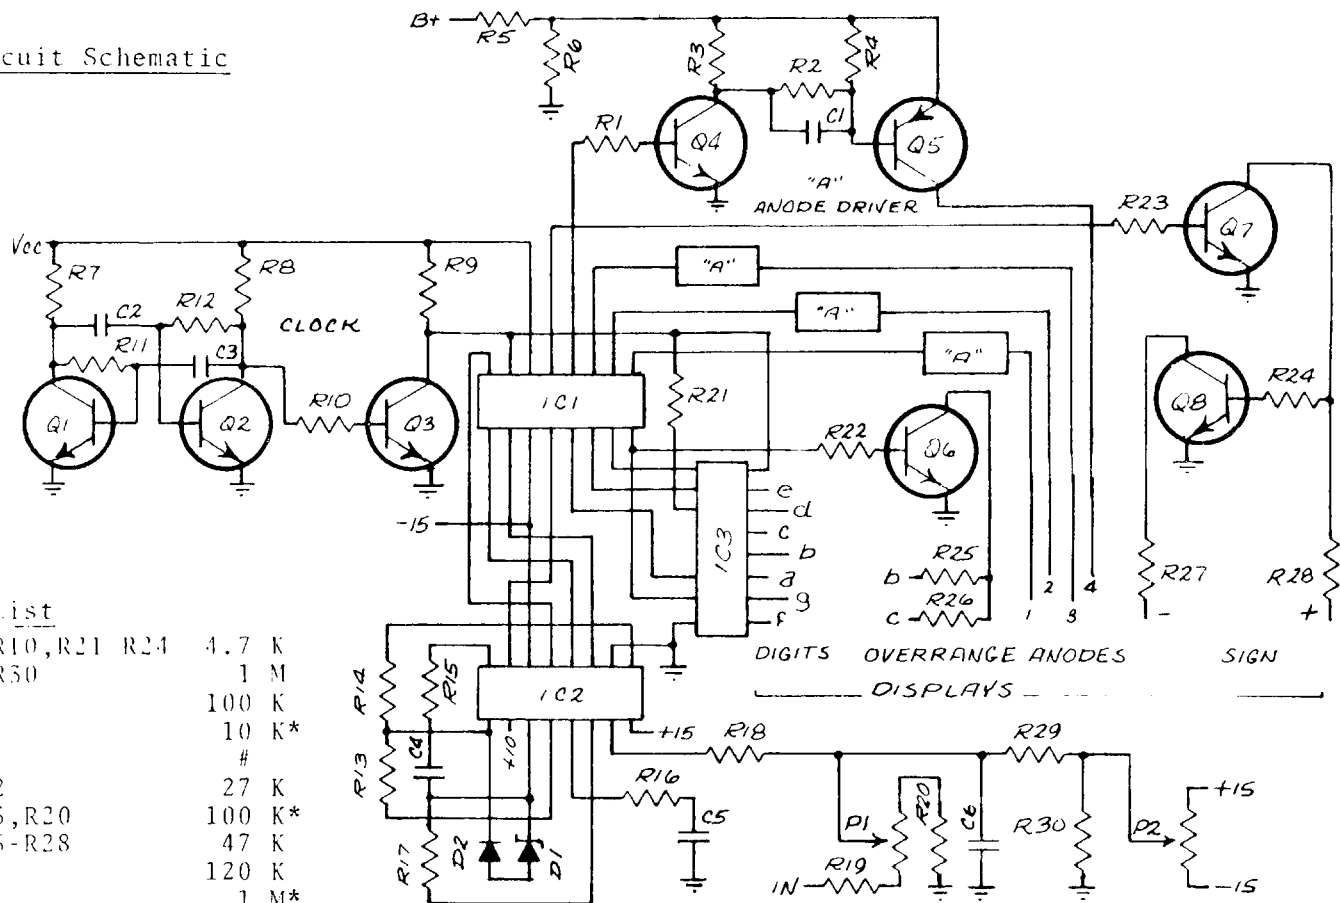 cuit Schematic
B+
R5
R6
R3
R2
R4
C1
R1
Q4
Q5
"A"
ANODE DRIVER
R23
Q7
Vcc
R7
R8
R9
C2
R12
CLOCK
R11
C3
"A"
"A"
"A"
Q1
Q2
R10
Q3
IC1
R21
R22
Q6
Q8
R24
-15
IC3
e
d
c
b
a
g
f
b
R25
c
R26
1
2
3
4
R27
-
R28
+
DIGITS OVERRANGE ANODES SIGN
DISPLAYS
ist
R10,R21 R24 4.7 K
R30 1 M
100 K
10 K*
#
2 27 K
,R20 100 K*
-R28 47 K
120 K
1 M*
R14
R15
IC2
R13
C4
+10
+15
R18
R29
R16
C5
R17
D2
D1
P1
R20
C6
R30
P2
+15
-15
IN
R19